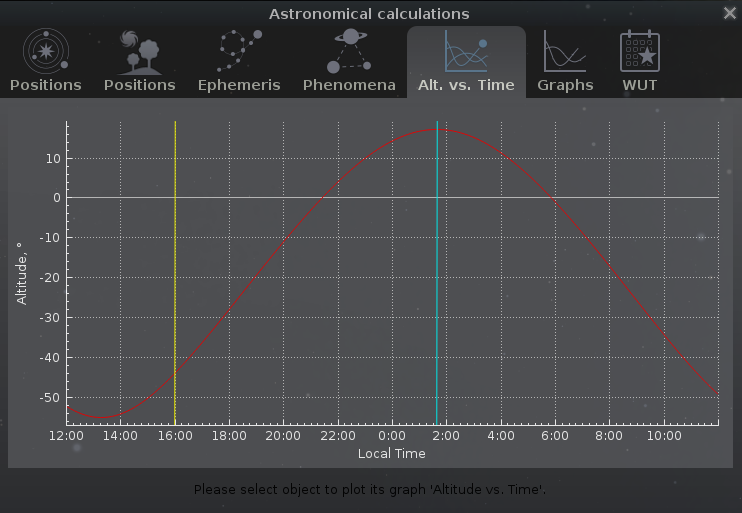 Astronomical calculations
Positions Positions Ephemeris Phenomena Alt. vs. Time Graphs WUT
10
0
-10
-20
-30
-40
-50
Altitude, °
12:00 14:00 16:00 18:00 20:00 22:00 0:00 2:00 4:00 6:00 8:00 10:00
Local Time
Please select object to plot its graph 'Altitude vs. Time'.